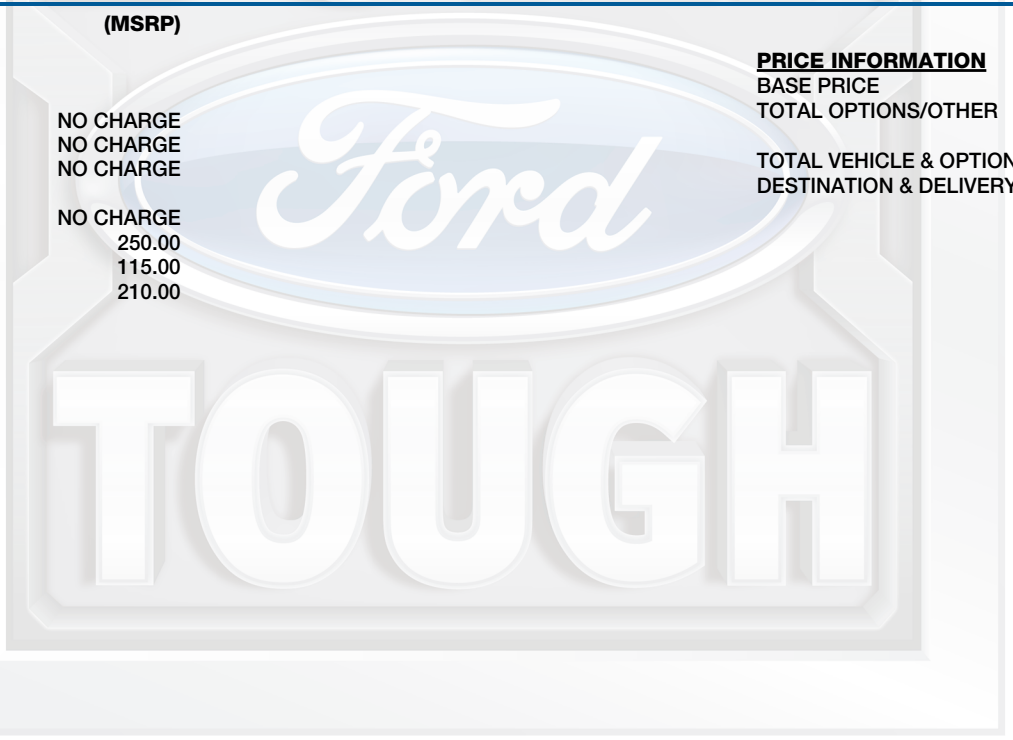 (MSRP)
NO CHARGE
NO CHARGE
NO CHARGE
NO CHARGE
250.00
115.00
210.00
PRICE INFORMATION
BASE PRICE
TOTAL OPTIONS/OTHER
TOTAL VEHICLE & OPTION
DESTINATION & DELIVERY
Ford
TOUGH